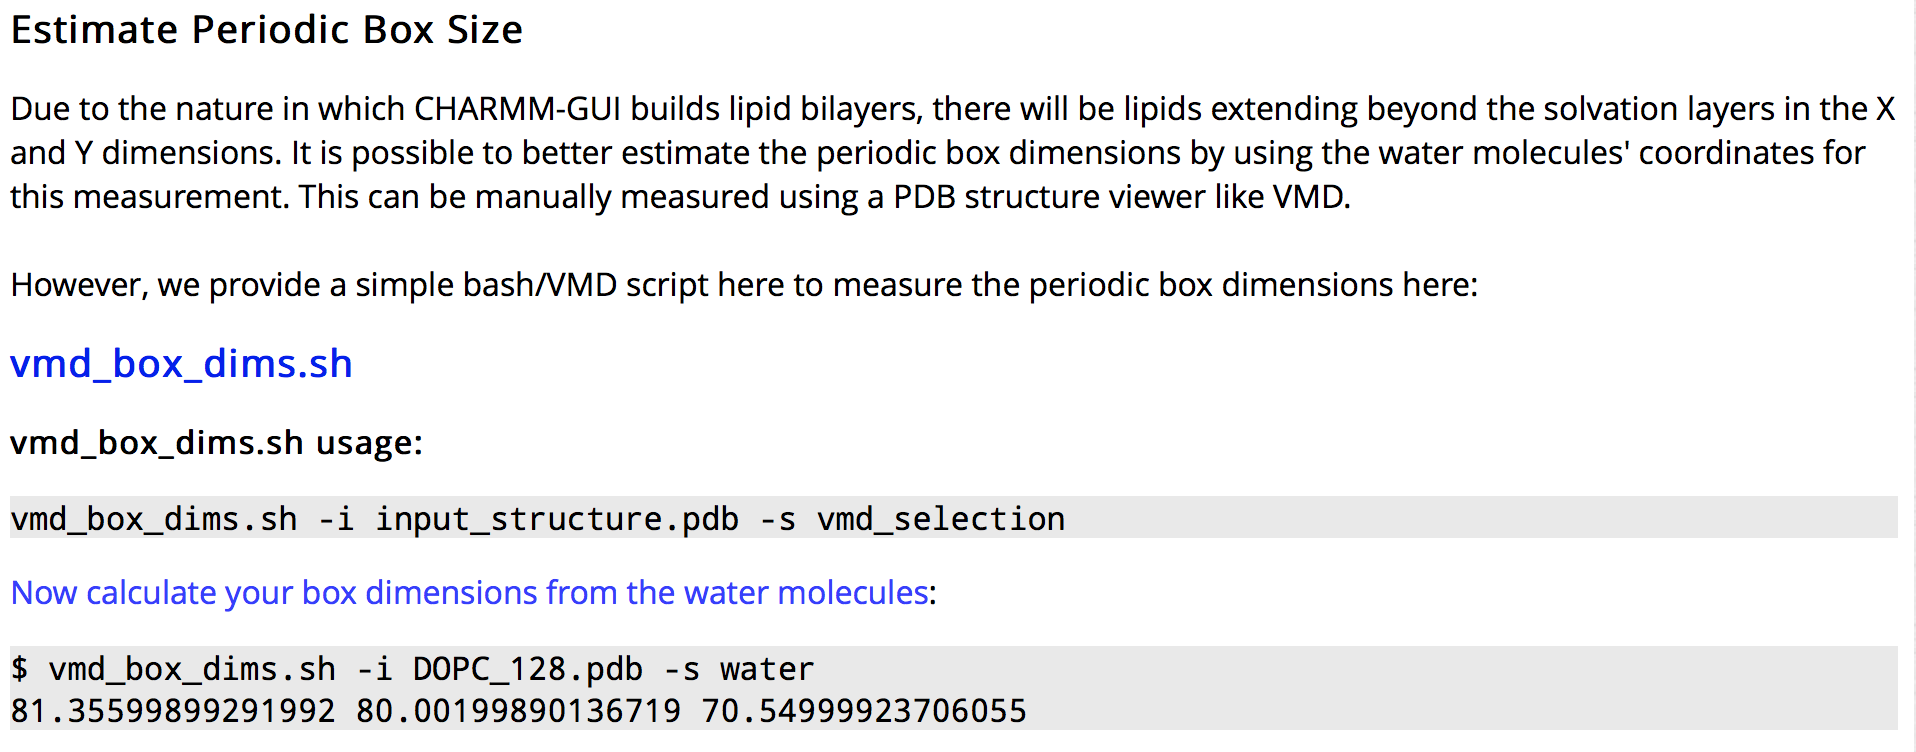 Estimate Periodic Box Size
Due to the nature in which CHARMM-GUI builds lipid bilayers, there will be lipids extending beyond the solvation layers in the X
and Y dimensions. It is possible to better estimate the periodic box dimensions by using the water molecules' coordinates for
this measurement. This can be manually measured using a PDB structure viewer like VMD.
However, we provide a simple bash/VMD script here to measure the periodic box dimensions here:
vmd_box_dims.sh
vmd_box_dims.sh usage:
vmd_box_dims.sh -i input_structure.pdb -s vmd_selection
Now calculate your box dimensions from the water molecules:
$ vmd_box_dims.sh -i DOPC_128.pdb -s water
81.35599899291992 80.00199890136719 70.54999923706055